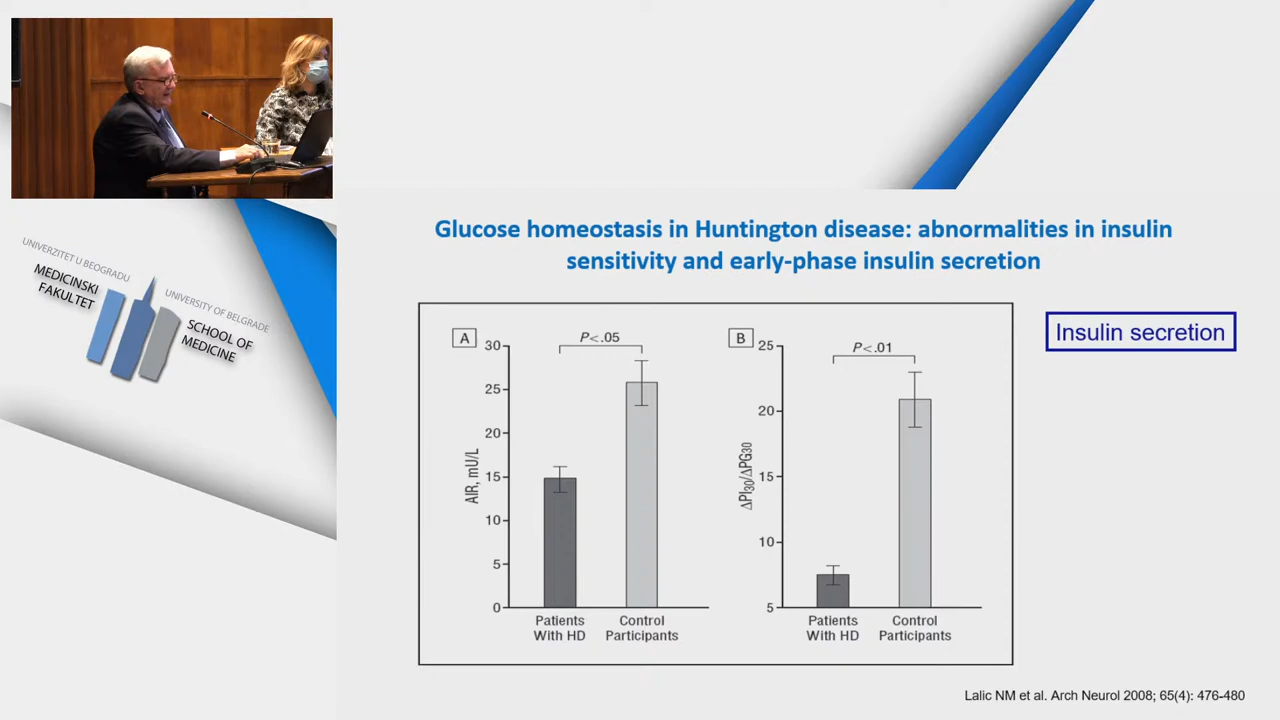 UNIVERZITET U BEOGRADU
MEDICINSKI
FAKULTET
UNIVERSITY OF BELGRADE
SCHOOL OF
MEDICINE
Glucose homeostasis in Huntington disease: abnormalities in insulin
sensitivity and early-phase insulin secretion
Insulin secretion
A
P<.05
30
25
20
15
10
5
0
AIR, mU/L
Patients
With HD
Control
Participants
B
P<.01
25
20
15
10
5
ΔPI30/ΔPG30
Patients
With HD
Control
Participants
Lalic NM et al. Arch Neurol 2008; 65(4): 476-480